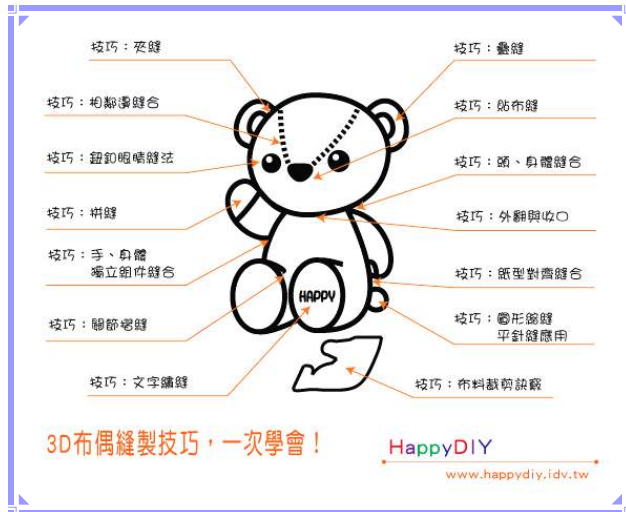 技巧：夾縫
技巧：疊縫
技巧：相鄰邊縫合
技巧：貼布縫
技巧：鈕釦眼睛縫法
技巧：頭、身體縫合
技巧：拼縫
技巧：外翻與收口
技巧：手、身體
獨立組件縫合
技巧：紙型對齊縫合
技巧：關節褶縫
技巧：圓形縮縫
平針縫應用
技巧：文字繡縫
技巧：布料裁剪訣竅
HAPPY
3D布偶縫製技巧，一次學會！
HappyDIY
www.happydiy.idv.tw